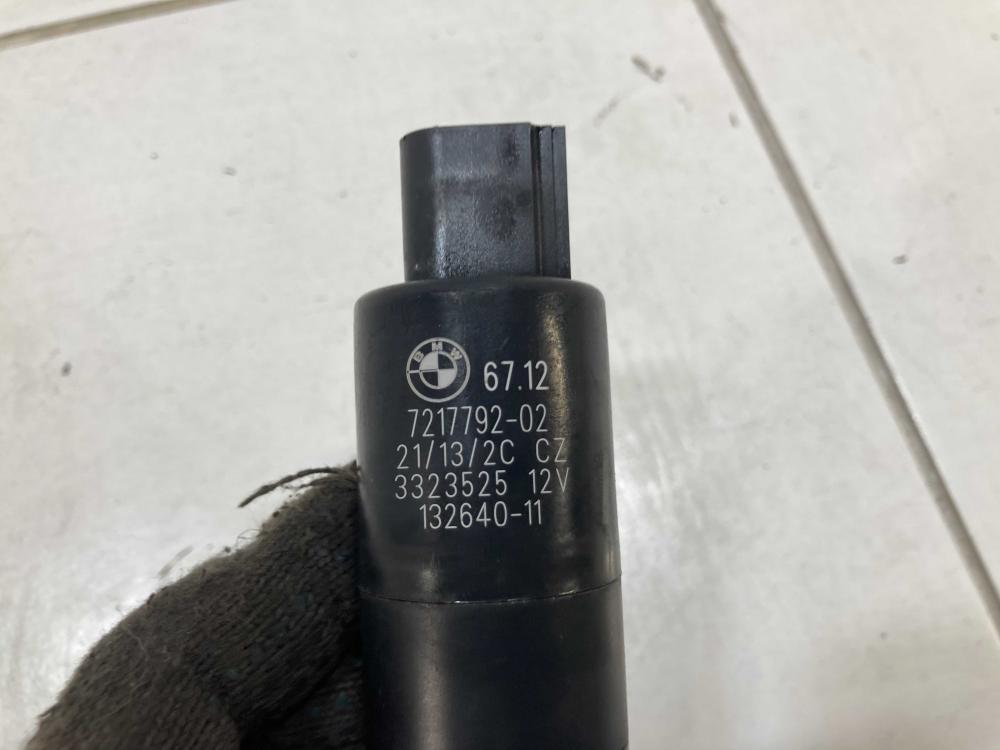 BMW 67.12
7217792-02
21/13/2C CZ
3323525 12V
132640-11